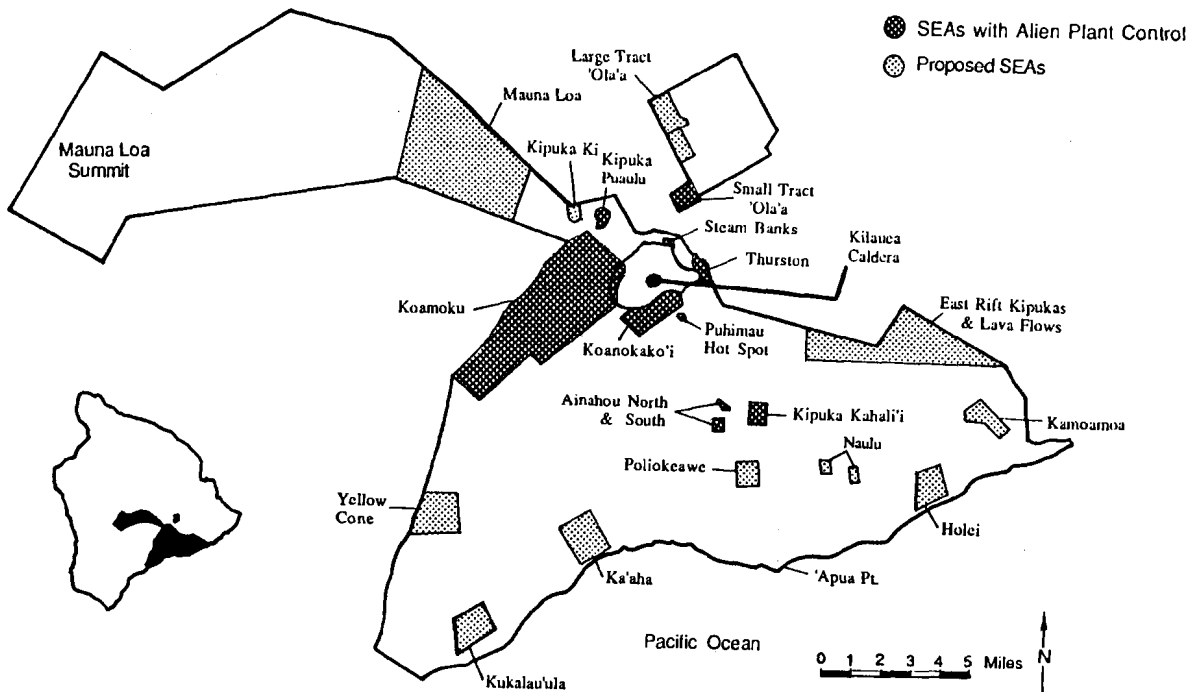 SEAs with Alien Plant Control
Proposed SEAs
Large Tract
'Ola'a
Mauna Loa
Mauna Loa
Summit
Kipuka Ki
Kipuka
Puaulu
Small Tract
'Ola'a
Steam Banks
Thurston
Kilauea
Caldera
Koamoku
East Rift Kipukas
& Lava Flows
Koanokako'i
Puhimau
Hot Spot
Ainahou North
& South
Kipuka Kahali'i
Kamoamoa
Naulu
Poliokeawe
Yellow
Cone
Holei
Ka'aha
'Apua Pt.
Pacific Ocean
Kukalau'ula
0 1 2 3 4 5 Miles
N